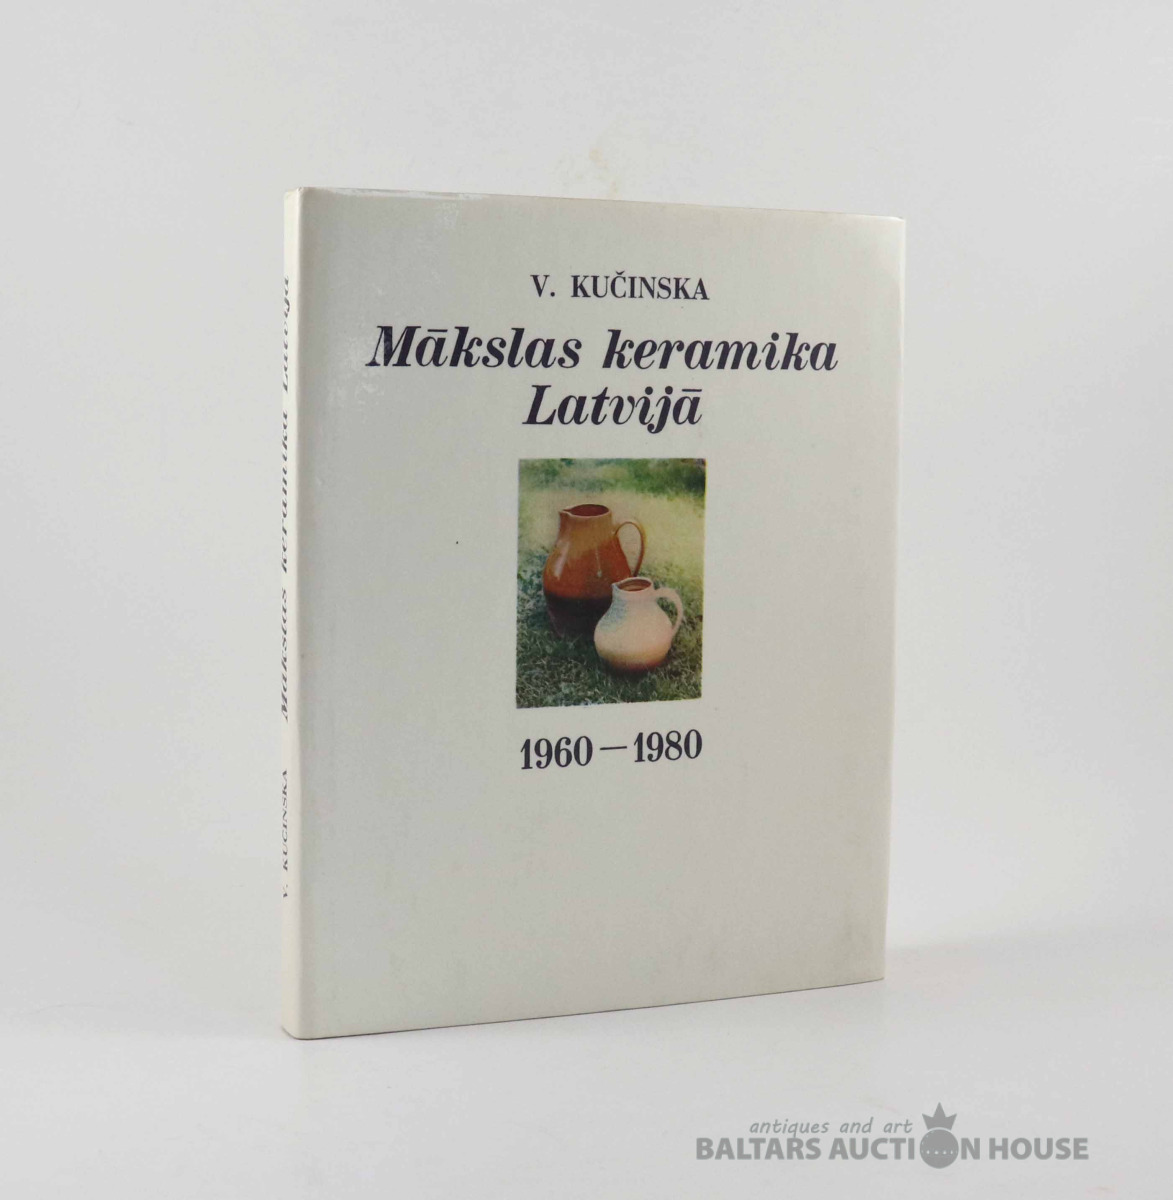 V. KUČINSKA
Mākslas keramika
Latvijā
1960—1980
V. KUČINSKA Mākslas keramika Latvijā
antiques and art
BALTARS AUCTION HOUSE